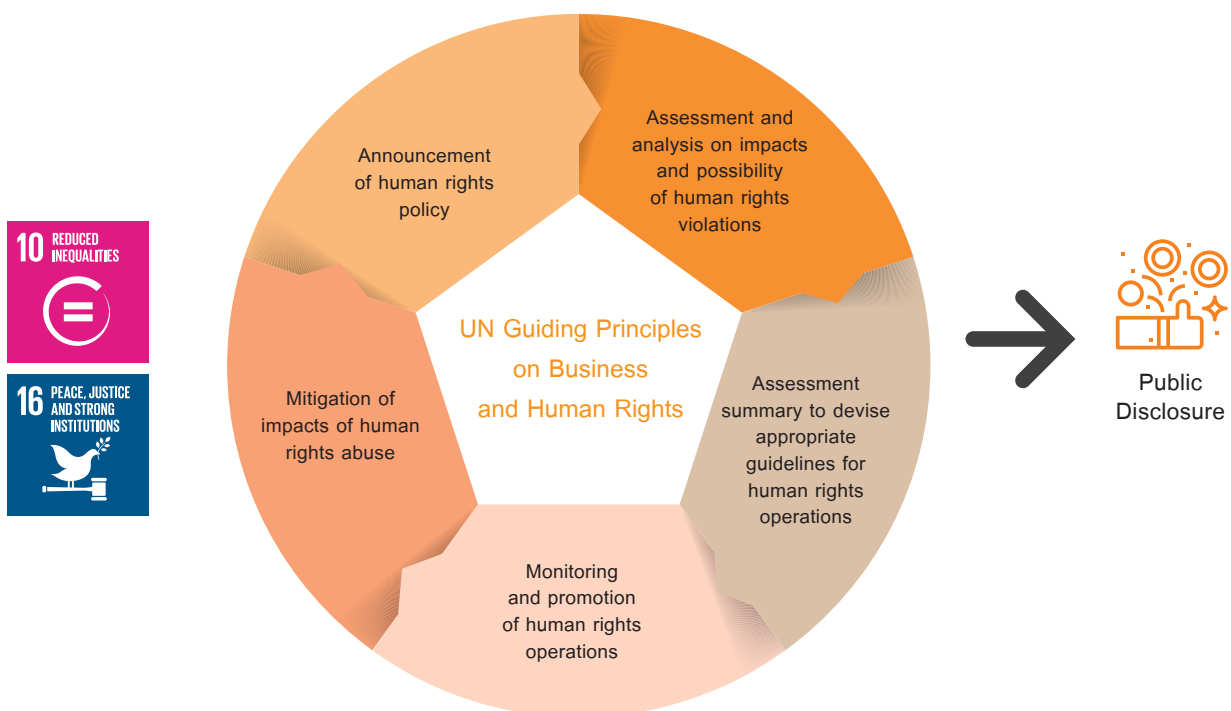 10 REDUCED
INEQUALITIES
16 PEACE, JUSTICE
AND STRONG
INSTITUTIONS
Announcement
of human rights
policy
Assessment and
analysis on impacts
and possibility
of human rights
violations
Assessment
summary to devise
appropriate
guidelines for
human rights
operations
Monitoring
and promotion
of human rights
operations
Mitigation of
impacts of human
rights abuse
UN Guiding Principles
on Business
and Human Rights
Public
Disclosure